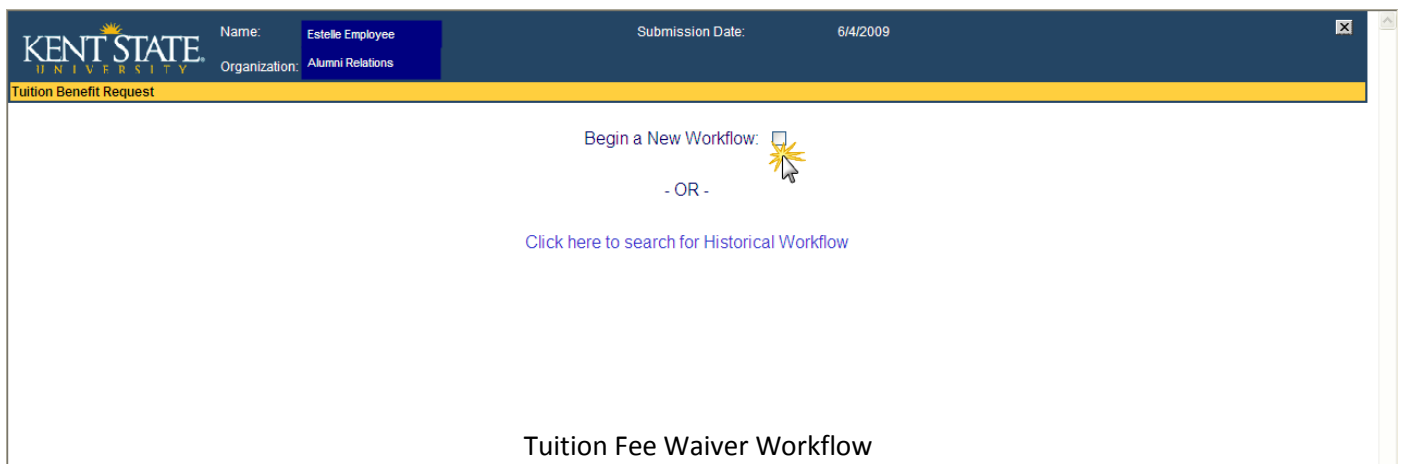 KENT STATE.
UNIVERSITY
Name: Estelle Employee Submission Date: 6/4/2009
Organization: Alumni Relations
Tuition Benefit Request
Begin a New Workflow:
- OR -
Click here to search for Historical Workflow
Tuition Fee Waiver Workflow